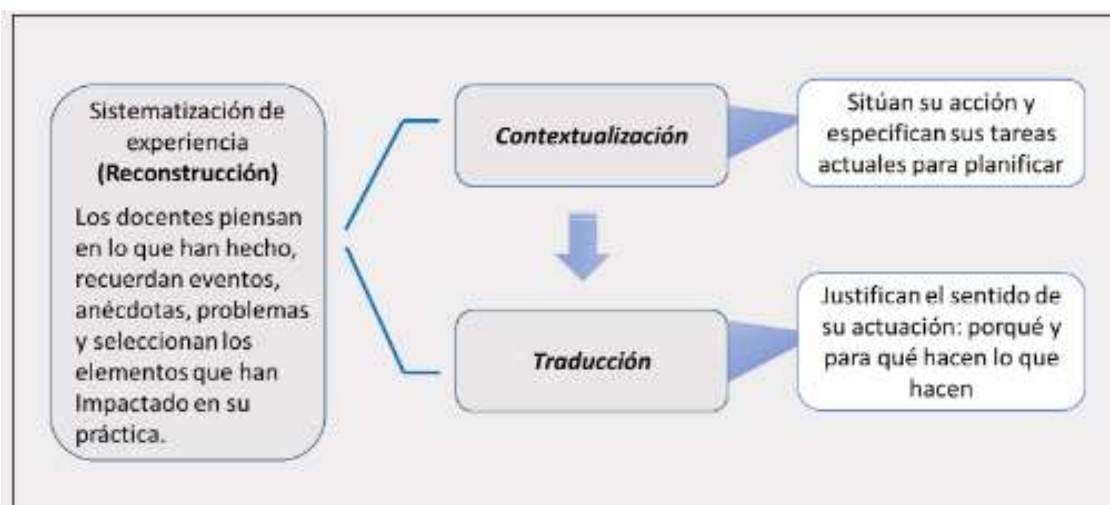 Sistematización de
experiencia
(Reconstrucción)
Los docentes piensan
en lo que han hecho,
recuerdan eventos,
anécdotas, problemas
y seleccionan los
elementos que han
Impactado en su
práctica.
Contextualización
Sitúan su acción y
especifican sus tareas
actuales para planificar
Traducción
Justifican el sentido de
su actuación: porqué y
para qué hacen lo que
hacen